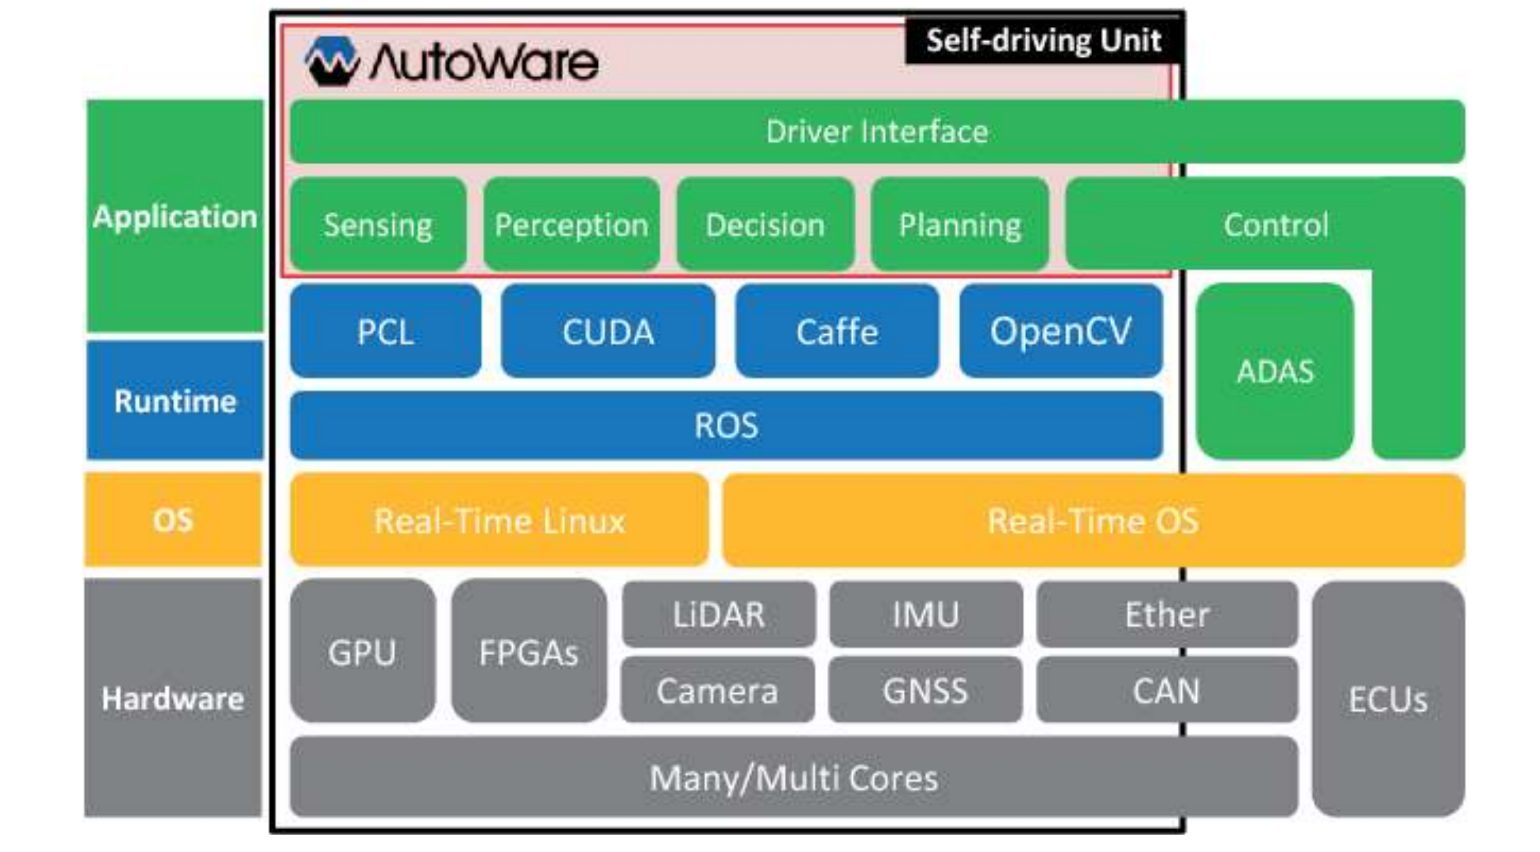 AutoWare
Self-driving Unit
Application
Driver Interface
Sensing
Perception
Decision
Planning
Control
Runtime
PCL
CUDA
Caffe
OpenCV
ADAS
ROS
OS
Real-Time Linux
Real-Time OS
Hardware
GPU
FPGAs
LiDAR
IMU
Ether
Camera
GNSS
CAN
ECUs
Many/Multi Cores